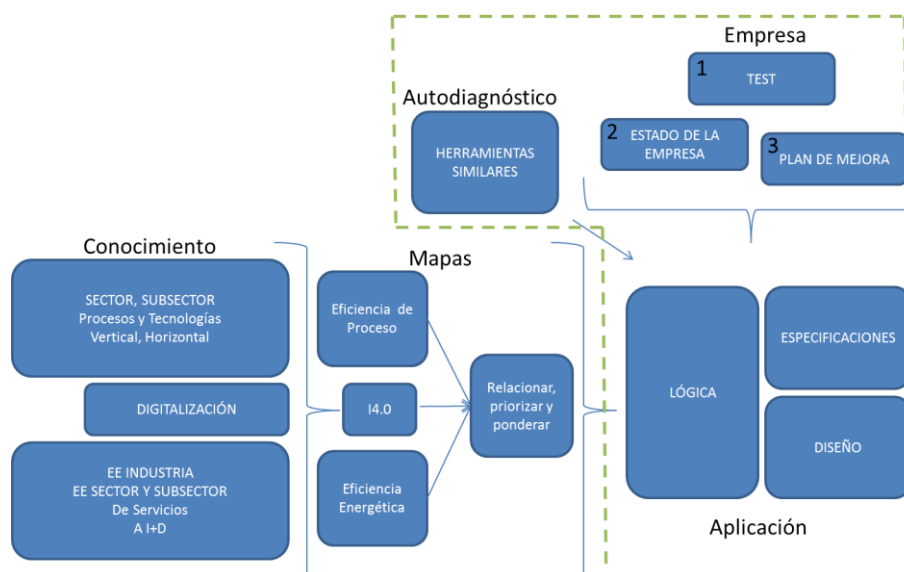 Empresa
1
TEST
Autodiagnóstico
2
ESTADO DE LA
EMPRESA
3
PLAN DE MEJORA
HERRAMIENTAS
SIMILARES
Conocimiento
Mapas
SECTOR, SUBSECTOR
Procesos y Tecnologías
Vertical, Horizontal
DIGITALIZACIÓN
EE INDUSTRIA
EE SECTOR Y SUBSECTOR
De Servicios
A I+D
Eficiencia de
Proceso
I4.0
Eficiencia
Energética
Relacionar,
priorizar y
ponderar
LÓGICA
ESPECIFICACIONES
DISEÑO
Aplicación